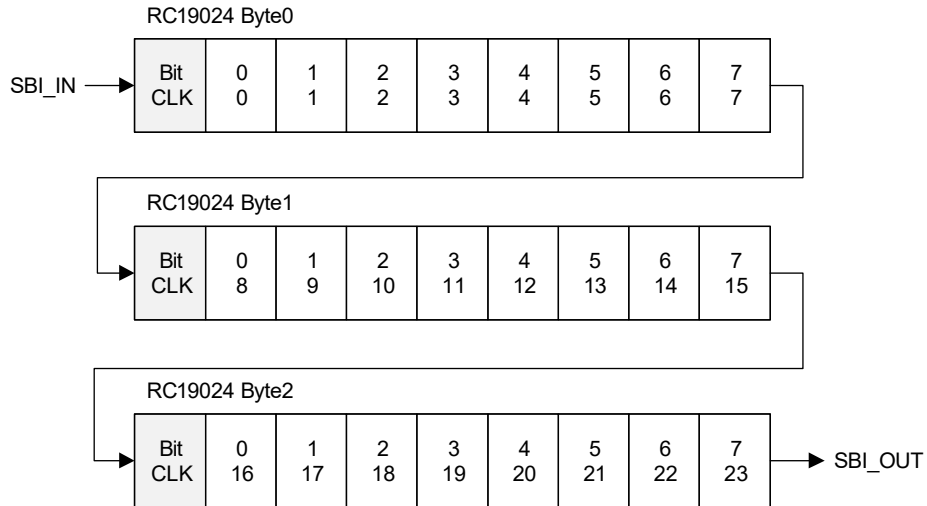 RC19024 Byte0
SBI_IN
Bit 0 1 2 3 4 5 6 7
CLK 0 1 2 3 4 5 6 7
RC19024 Byte1
Bit 0 1 2 3 4 5 6 7
CLK 8 9 10 11 12 13 14 15
RC19024 Byte2
Bit 0 1 2 3 4 5 6 7
CLK 16 17 18 19 20 21 22 23
SBI_OUT